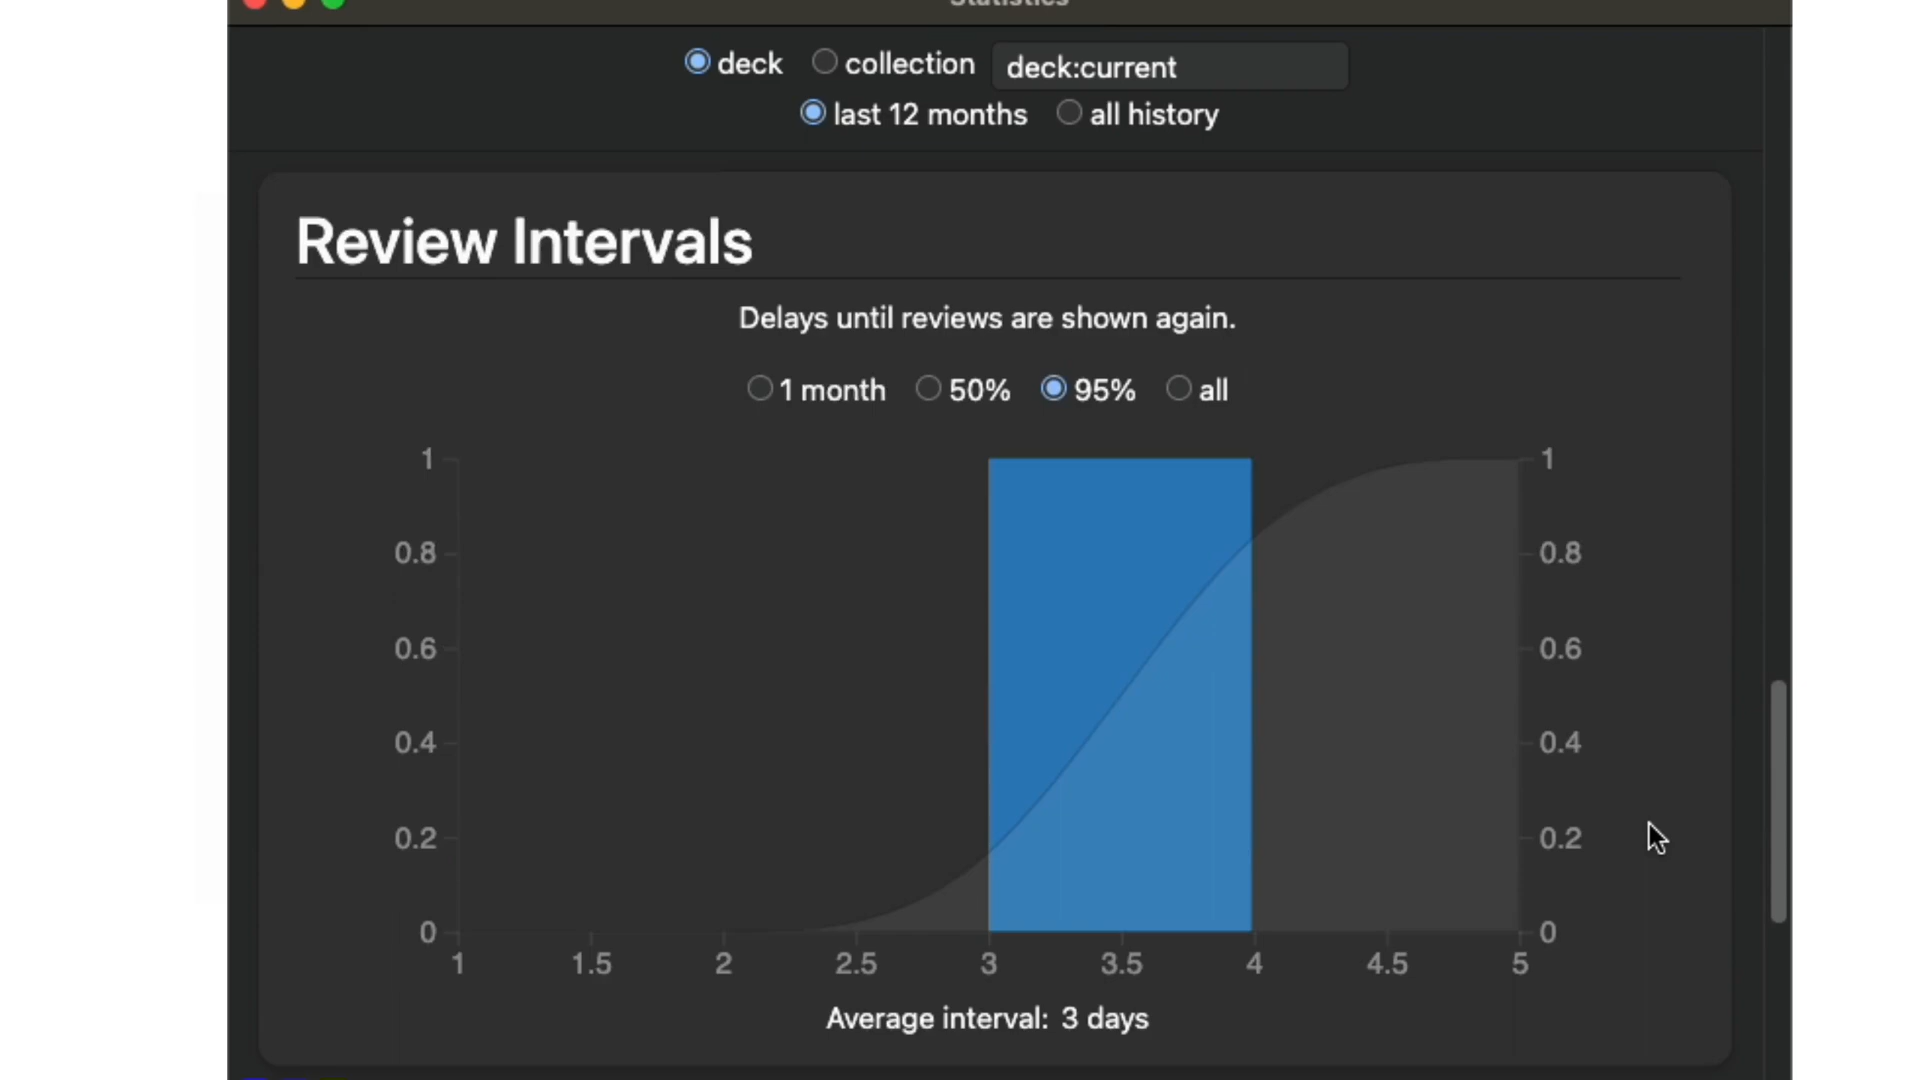 Statistics
deck collection deck:current
last 12 months all history
Review Intervals
Delays until reviews are shown again.
1 month 50% 95% all
1 1
0.8 0.8
0.6 0.6
0.4 0.4
0.2 0.2
0 0
1 1.5 2 2.5 3 3.5 4 4.5 5
Average interval: 3 days